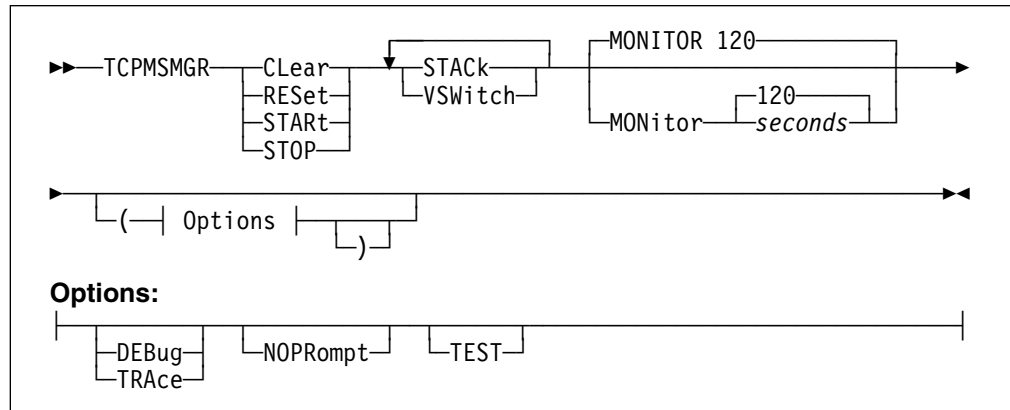 MONITOR 120
TCPMSMGR CLear STACk
RESet VSWitch 120
STARt MONitor seconds
STOP
( Options )
Options:
DEBug NOPRompt TEST
TRAce